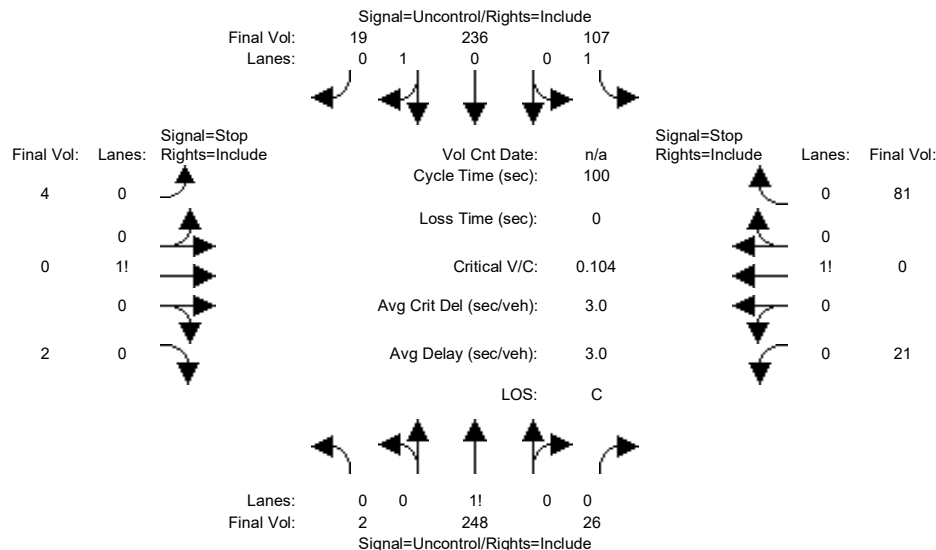 Signal=Uncontrol/Rights=Include
Final Vol: 19 236 107
Lanes: 0 1 0 0 1
Signal=Stop
Final Vol: Lanes: Rights=Include
Vol Cnt Date: n/a
Signal=Stop
Rights=Include Lanes: Final Vol:
Cycle Time (sec): 100
4 0
0 81
Loss Time (sec): 0
0
0
0 1!
Critical V/C: 0.104
1! 0
0
Avg Crit Del (sec/veh): 3.0
0
2 0
Avg Delay (sec/veh): 3.0
0 21
LOS: C
Lanes: 0 0 1! 0 0
Final Vol: 2 248 26
Signal=Uncontrol/Rights=Include